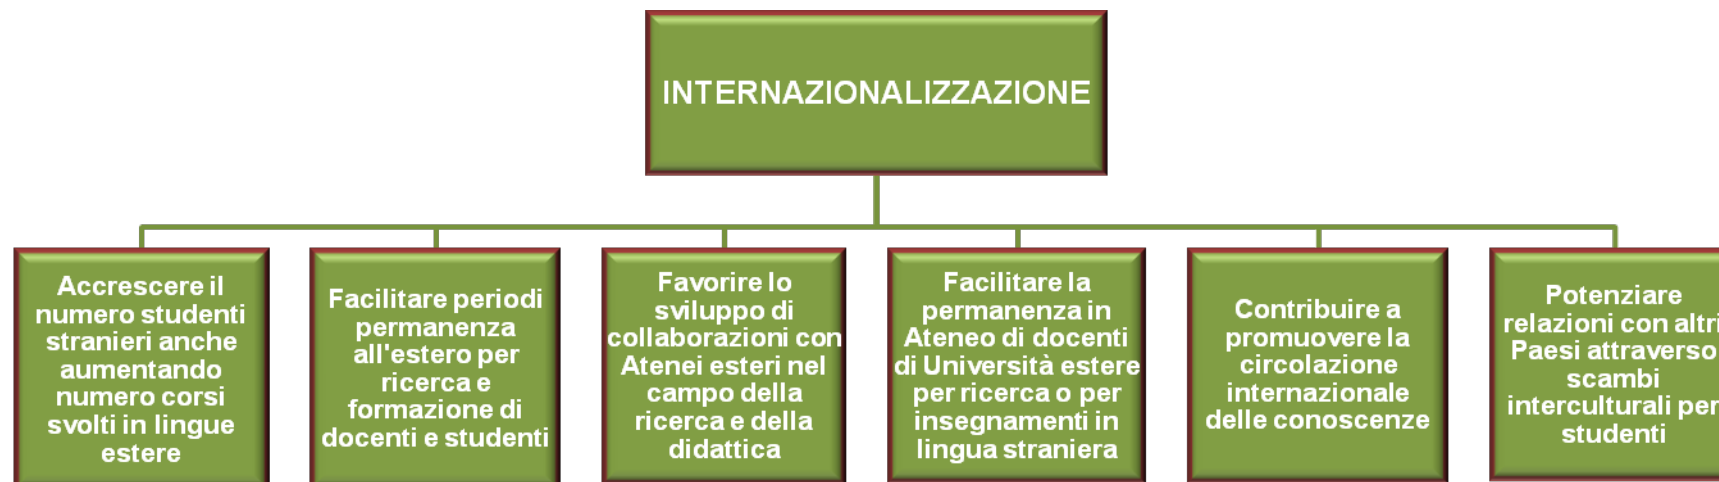 INTERNAZIONALIZZAZIONE
Accrescere il
numero studenti
stranieri anche
aumentando
numero corsi
svolti in lingue
estere
Facilitare periodi
permanenza
all'estero per
ricerca e
formazione di
docenti e studenti
Favorire lo
sviluppo di
collaborazioni con
Atenei esteri nel
campo della
ricerca e della
didattica
Facilitare la
permanenza in
Ateneo di docenti
di Università estere
per ricerca o per
insegnamenti in
lingua straniera
Contribuire a
promuovere la
circolazione
internazionale
delle conoscenze
Potenziare
relazioni con altri
Paesi attraverso
scambi
interculturali per
studenti